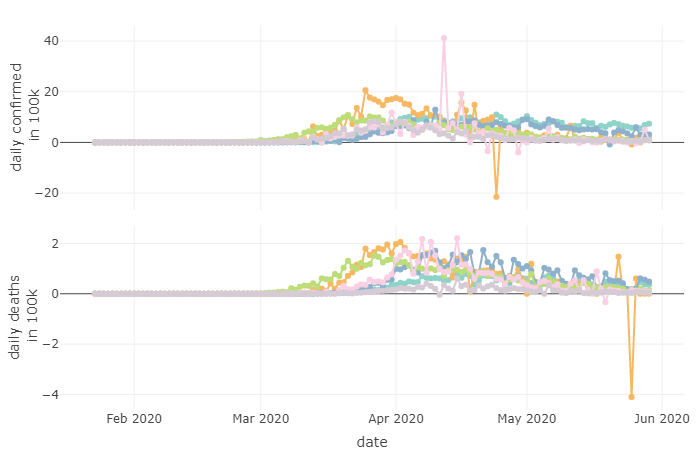 40
20
0
−20
daily confirmed
in 100k
2
0
−2
−4
daily deaths
in 100k
Feb 2020
Mar 2020
Apr 2020
May 2020
Jun 2020
date